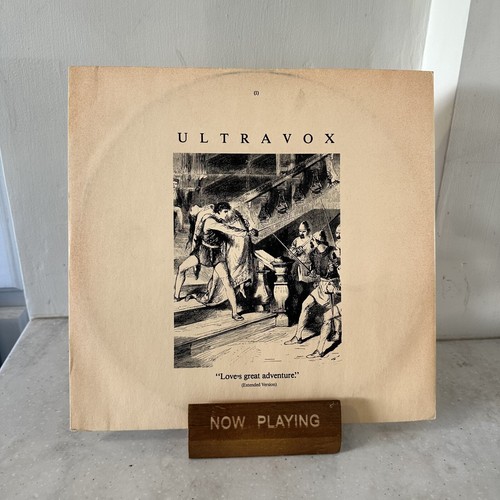 (I)
ULTRAVOX
“Love's great adventure.”
(Extended Version)
NOW PLAYING